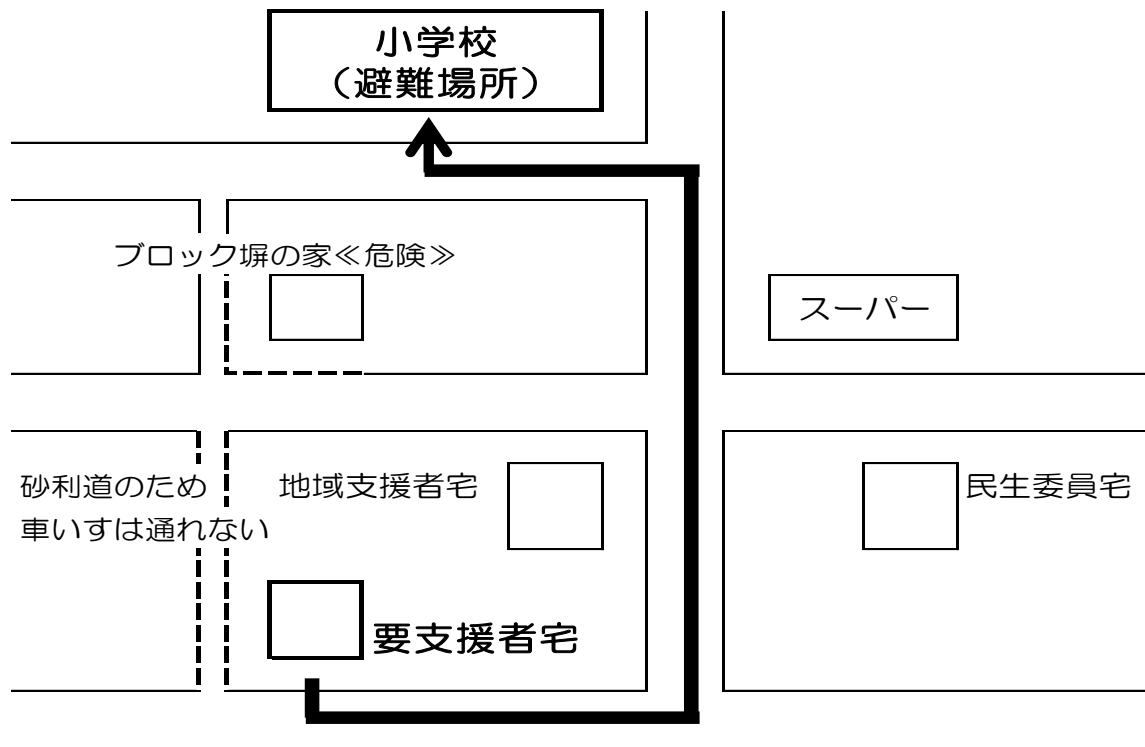 小学校
（避難場所）
ブロック塀の家≪危険≫
スーパー
砂利道のため
車いすは通れない
地域支援者宅
民生委員宅
要支援者宅